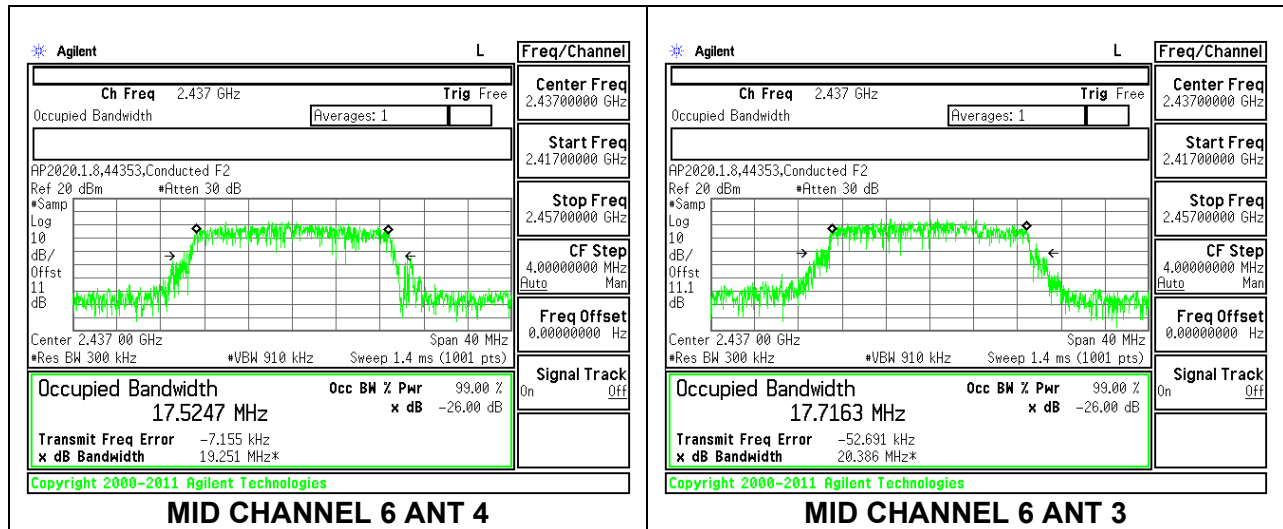 Agilent L Freq/Channel
Ch Freq 2.437 GHz Trig Free
Occupied Bandwidth Averages: 1
AP2020.1.8,44353,Conducted F2
Ref 20 dBm #Atten 30 dB
#Samp
Log
10
dB/
Offst
11
dB
Center 2.437 00 GHz Span 40 MHz
#Res BW 300 kHz #VBW 910 kHz Sweep 1.4 ms (1001 pts)
Occupied Bandwidth Occ BW % Pwr 99.00 %
17.5247 MHz x dB -26.00 dB
Transmit Freq Error -7.155 kHz
x dB Bandwidth 19.251 MHz*
Center Freq
2.43700000 GHz
Start Freq
2.41700000 GHz
Stop Freq
2.45700000 GHz
CF Step
4.00000000 MHz
Auto Man
Freq Offset
0.00000000 Hz
Signal Track
On Off
Copyright 2000-2011 Agilent Technologies
MID CHANNEL 6 ANT 4
Agilent L Freq/Channel
Ch Freq 2.437 GHz Trig Free
Occupied Bandwidth Averages: 1
AP2020.1.8,44353,Conducted F2
Ref 20 dBm #Atten 30 dB
#Samp
Log
10
dB/
Offst
11.1
dB
Center 2.437 00 GHz Span 40 MHz
#Res BW 300 kHz #VBW 910 kHz Sweep 1.4 ms (1001 pts)
Occupied Bandwidth Occ BW % Pwr 99.00 %
17.7163 MHz x dB -26.00 dB
Transmit Freq Error -52.691 kHz
x dB Bandwidth 20.386 MHz*
Center Freq
2.43700000 GHz
Start Freq
2.41700000 GHz
Stop Freq
2.45700000 GHz
CF Step
4.00000000 MHz
Auto Man
Freq Offset
0.00000000 Hz
Signal Track
On Off
Copyright 2000-2011 Agilent Technologies
MID CHANNEL 6 ANT 3